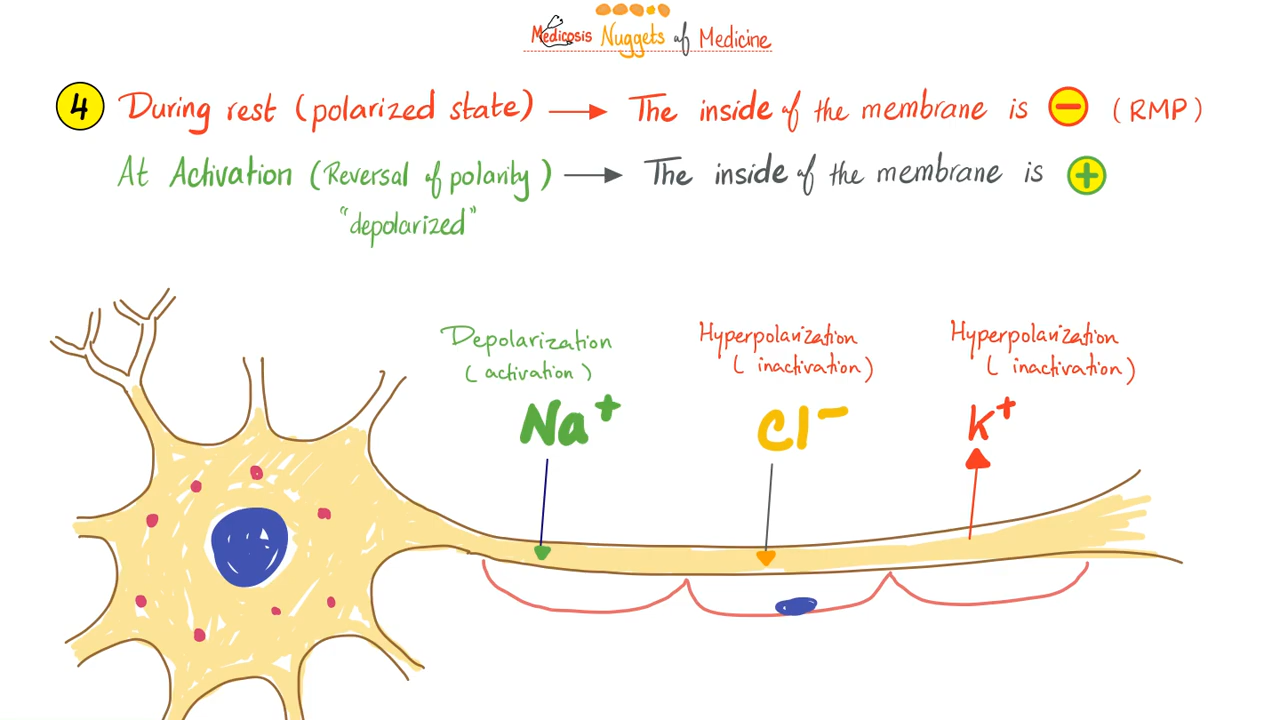 Medicosis Nuggets of Medicine
4 During rest (polarized state) → The inside of the membrane is − (RMP)
At Activation (Reversal of polarity) → The inside of the membrane is +
"depolarized"
Depolarization
(activation)
Hyperpolarization
(inactivation)
Hyperpolarization
(inactivation)
Na+
Cl−
K+